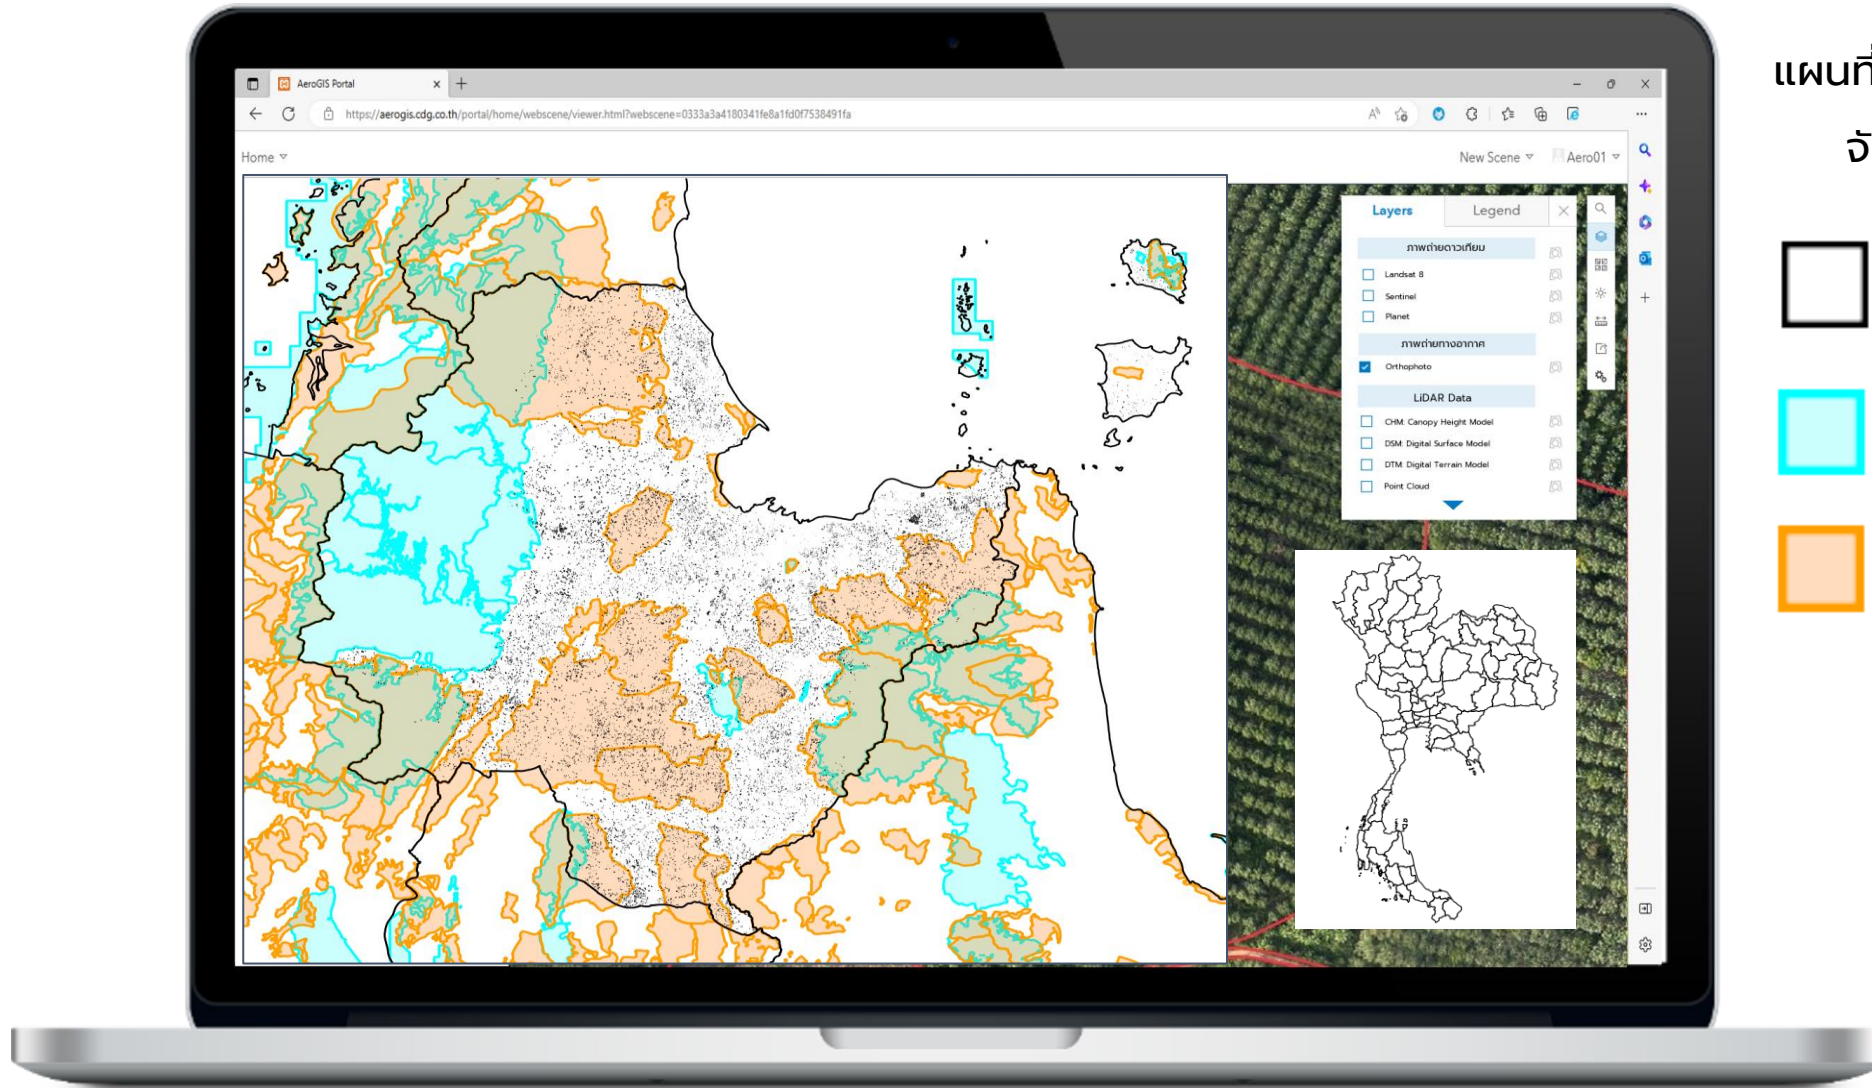 แผนที่
จั
AeroGIS Portal
https://aerogis.cdg.co.th/portal/home/webscene/viewer.html?webscene=0333a3a4180341fe8a1fd0f7538491fa
Home
New Scene
Aero01
Layers
Legend
ภาพถ่ายดาวเทียม
Landsat 8
Sentinel
Planet
ภาพถ่ายทางอากาศ
Orthophoto
LiDAR Data
CHM: Canopy Height Model
DSM: Digital Surface Model
DTM: Digital Terrain Model
Point Cloud